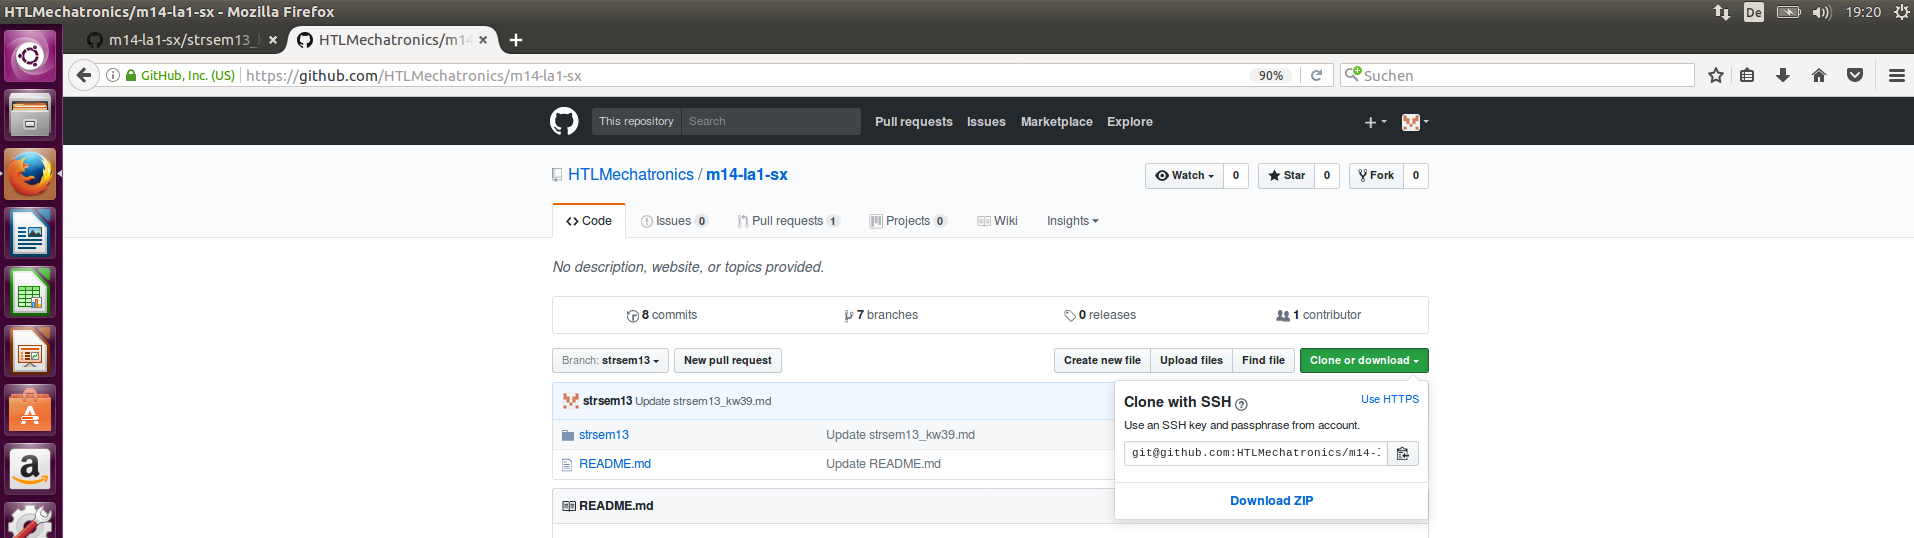 HTLMechatronics/m14-la1-sx - Mozilla Firefox
De
19:20
m14-la1-sx/strsem13_
HTLMechatronics/m14
GitHub, Inc. (US)
https://github.com/HTLMechatronics/m14-la1-sx
90%
Suchen
This repository
Search
Pull requests
Issues
Marketplace
Explore
HTLMechatronics / m14-la1-sx
Watch
0
Star
0
Fork
0
Code
Issues 0
Pull requests 1
Projects 0
Wiki
Insights
No description, website, or topics provided.
8 commits
7 branches
0 releases
1 contributor
Branch: strsem13
New pull request
Create new file
Upload files
Find file
Clone or download
strsem13 Update strsem13_kw39.md
Clone with SSH
Use HTTPS
Use an SSH key and passphrase from account.
strsem13
Update strsem13_kw39.md
git@github.com:HTLMechatronics/m14-
README.md
Update README.md
Download ZIP
README.md